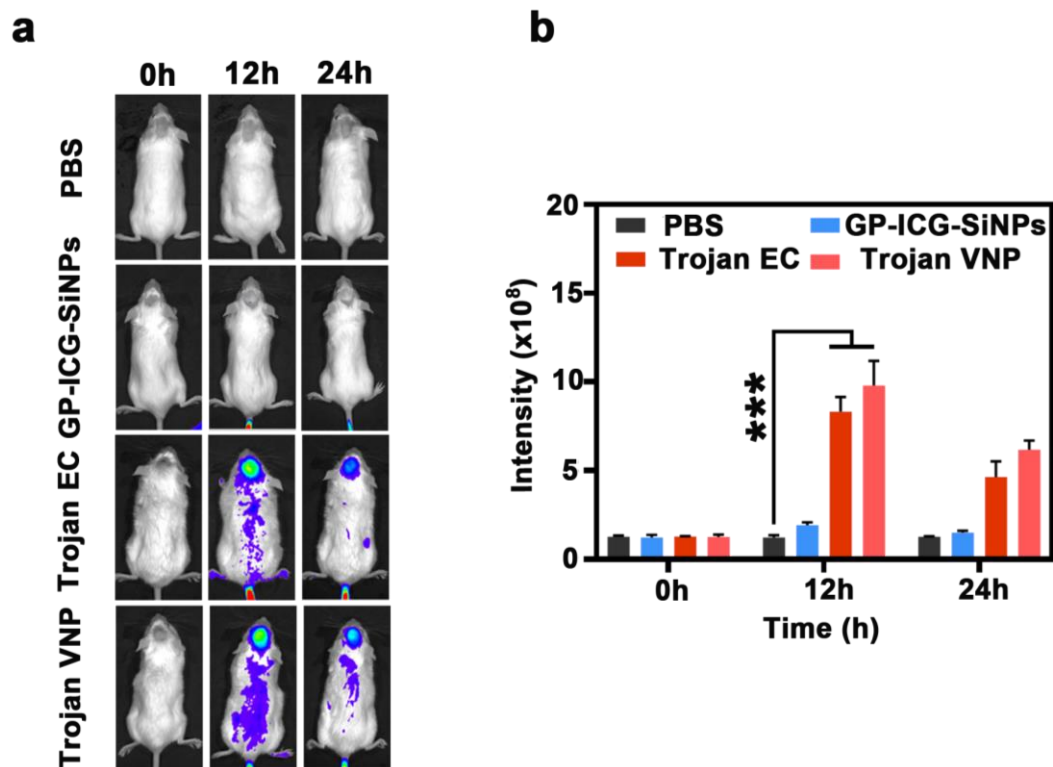 a
0h 12h 24h
PBS
GP-ICG-SiNPs
Trojan EC
Trojan VNP
b
Intensity (x10⁸)
20
15
10
5
0
PBS GP-ICG-SiNPs
Trojan EC Trojan VNP
***
0h 12h 24h
Time (h)